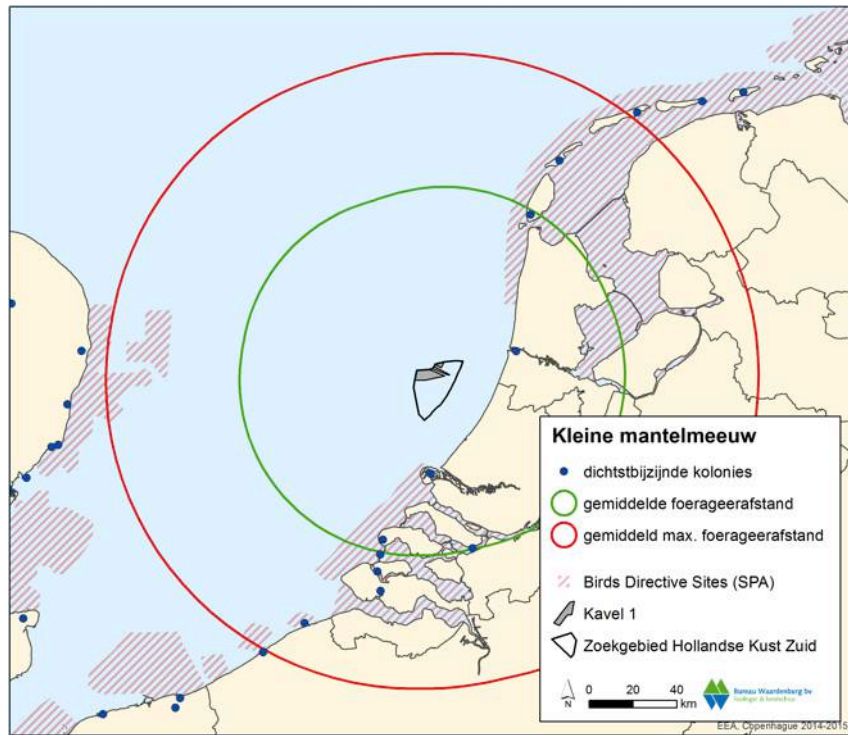 Kleine mantelmeeuw
dichtstbijzijnde kolonies
gemiddelde foerageerafstand
gemiddeld max. foerageerafstand
Birds Directive Sites (SPA)
Kavel 1
Zoekgebied Hollandse Kust Zuid
N
0 20 40
km
Bureau Waardenburg bv
EEA, Copenhague 2014-2015